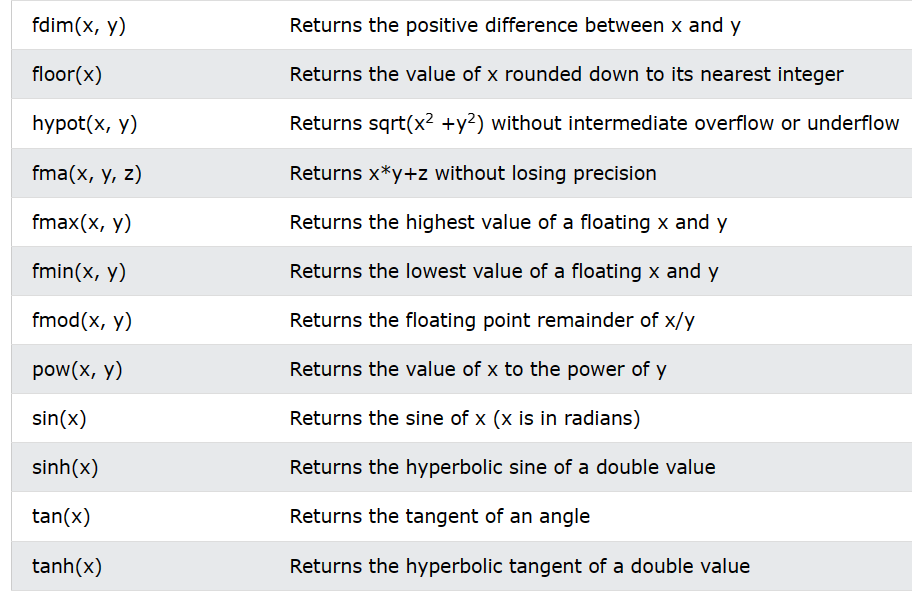 fdim(x, y) Returns the positive difference between x and y
floor(x) Returns the value of x rounded down to its nearest integer
hypot(x, y) Returns sqrt(x² +y²) without intermediate overflow or underflow
fma(x, y, z) Returns x*y+z without losing precision
fmax(x, y) Returns the highest value of a floating x and y
fmin(x, y) Returns the lowest value of a floating x and y
fmod(x, y) Returns the floating point remainder of x/y
pow(x, y) Returns the value of x to the power of y
sin(x) Returns the sine of x (x is in radians)
sinh(x) Returns the hyperbolic sine of a double value
tan(x) Returns the tangent of an angle
tanh(x) Returns the hyperbolic tangent of a double value